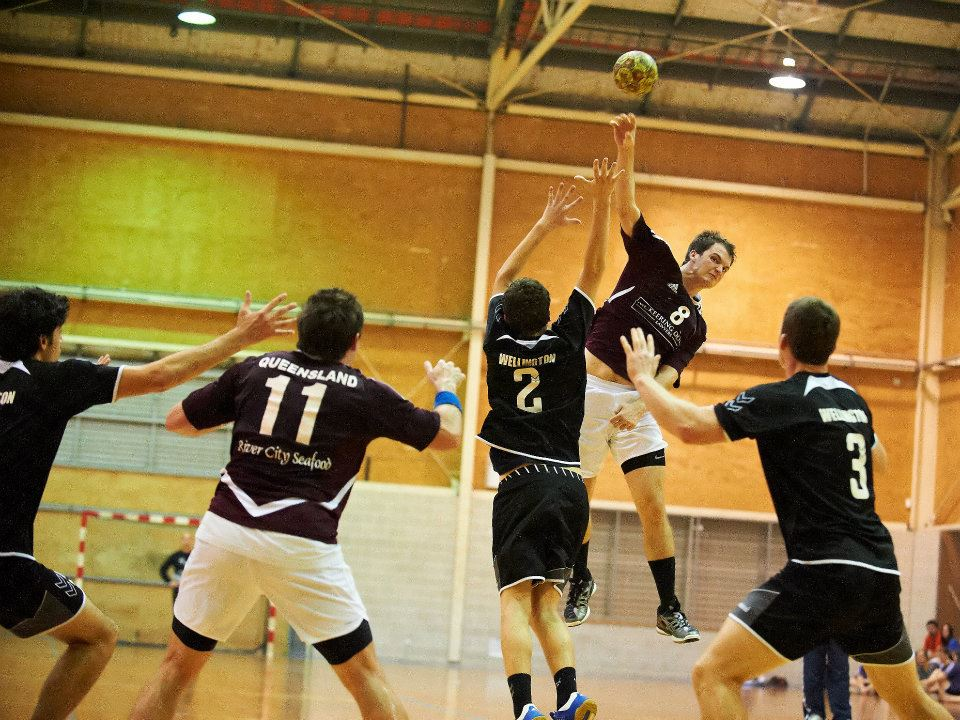 QUEENSLAND
11
River City Seafood
WELLINGTON
2
8
WELLINGTON
3